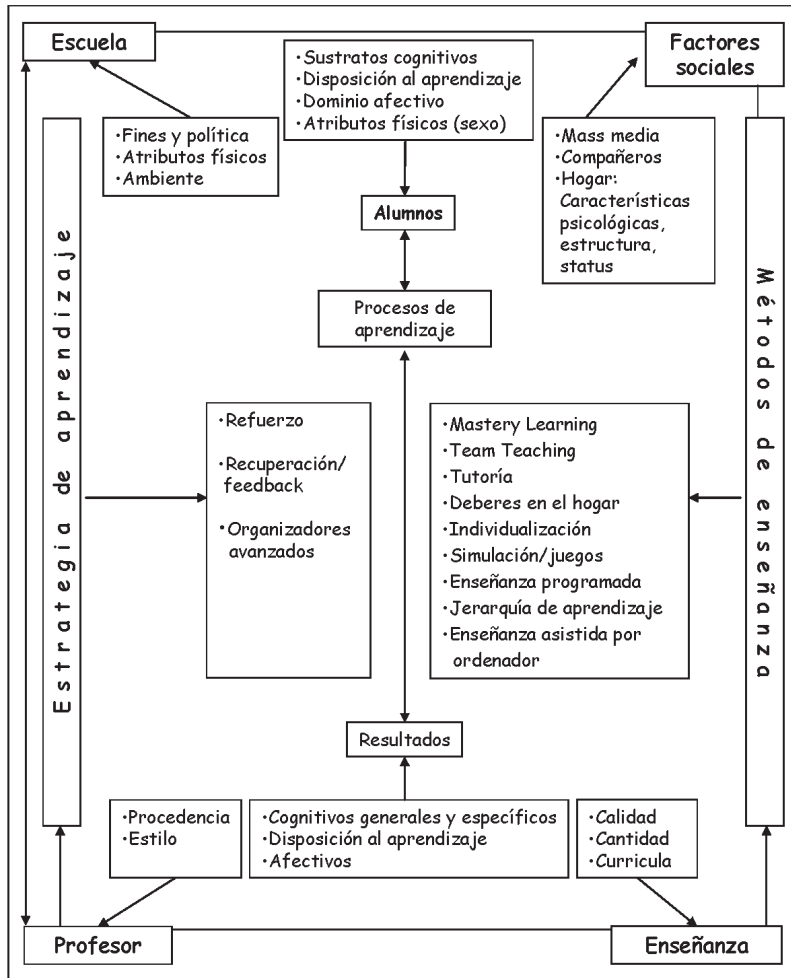 Escuela
Factores
sociales
•Sustratos cognitivos
•Disposición al aprendizaje
•Dominio afectivo
•Atributos físicos (sexo)
•Fines y política
•Atributos físicos
•Ambiente
•Mass media
•Compañeros
•Hogar:
Características
psicológicas,
estructura,
status
Alumnos
Procesos de
aprendizaje
Estrategia de aprendizaje
Métodos de enseñanza
•Refuerzo
•Recuperación/
feedback
•Organizadores
avanzados
•Mastery Learning
•Team Teaching
•Tutoría
•Deberes en el hogar
•Individualización
•Simulación/juegos
•Enseñanza programada
•Jerarquía de aprendizaje
•Enseñanza asistida por
ordenador
Resultados
•Procedencia
•Estilo
•Cognitivos generales y específicos
•Disposición al aprendizaje
•Afectivos
•Calidad
•Cantidad
•Curricula
Profesor
Enseñanza